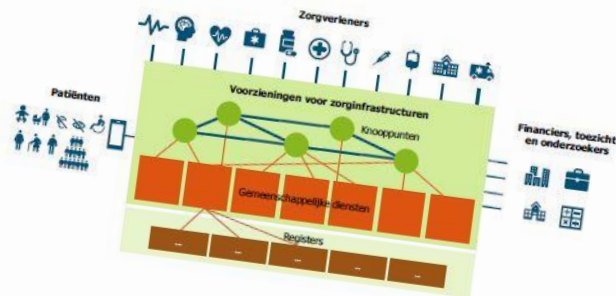 Zorgverleners
Voorzieningen voor zorginfrastructuren
Patiënten
Knooppunten
Financiers, toezicht
en onderzoekers
Gemeenschappelijke diensten
Registers
...
...
...
...
...